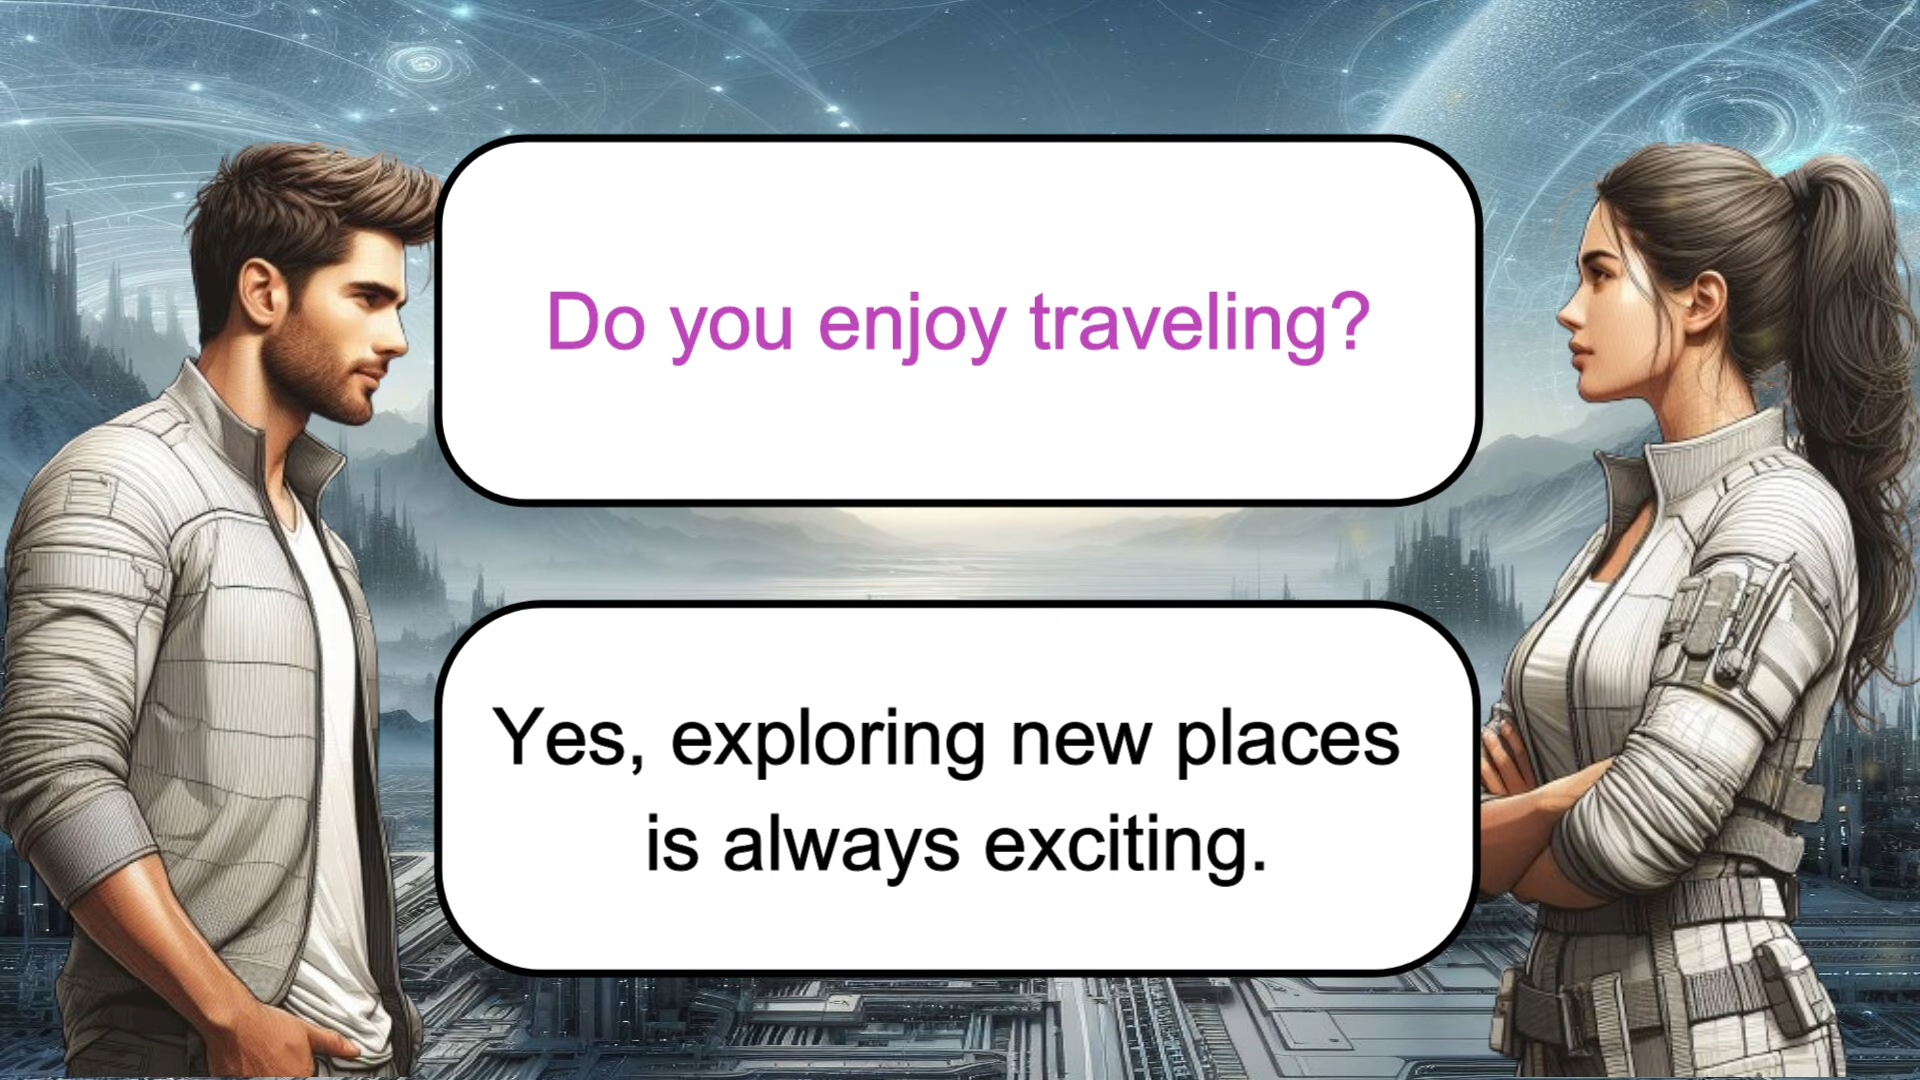 Do you enjoy traveling?
Yes, exploring new places
is always exciting.